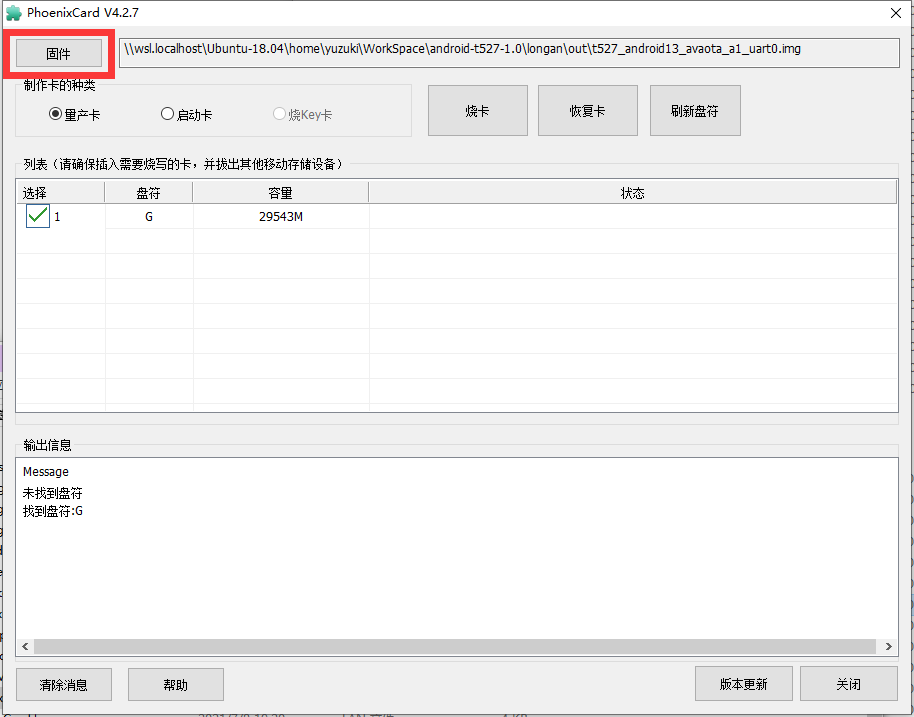 PhoenixCard V4.2.7
固件 \\wsl.localhost\Ubuntu-18.04\home\yuzuki\WorkSpace\android-t527-1.0\longan\out\t527_android13_avaota_a1_uart0.img
制作卡的种类
量产卡 启动卡 烧Key卡 烧卡 恢复卡 刷新盘符
列表（请确保插入需要烧写的卡，并拔出其他移动存储设备）
选择 盘符 容量 状态
1 G 29543M
输出信息
Message
未找到盘符
找到盘符:G
清除消息 帮助 版本更新 关闭